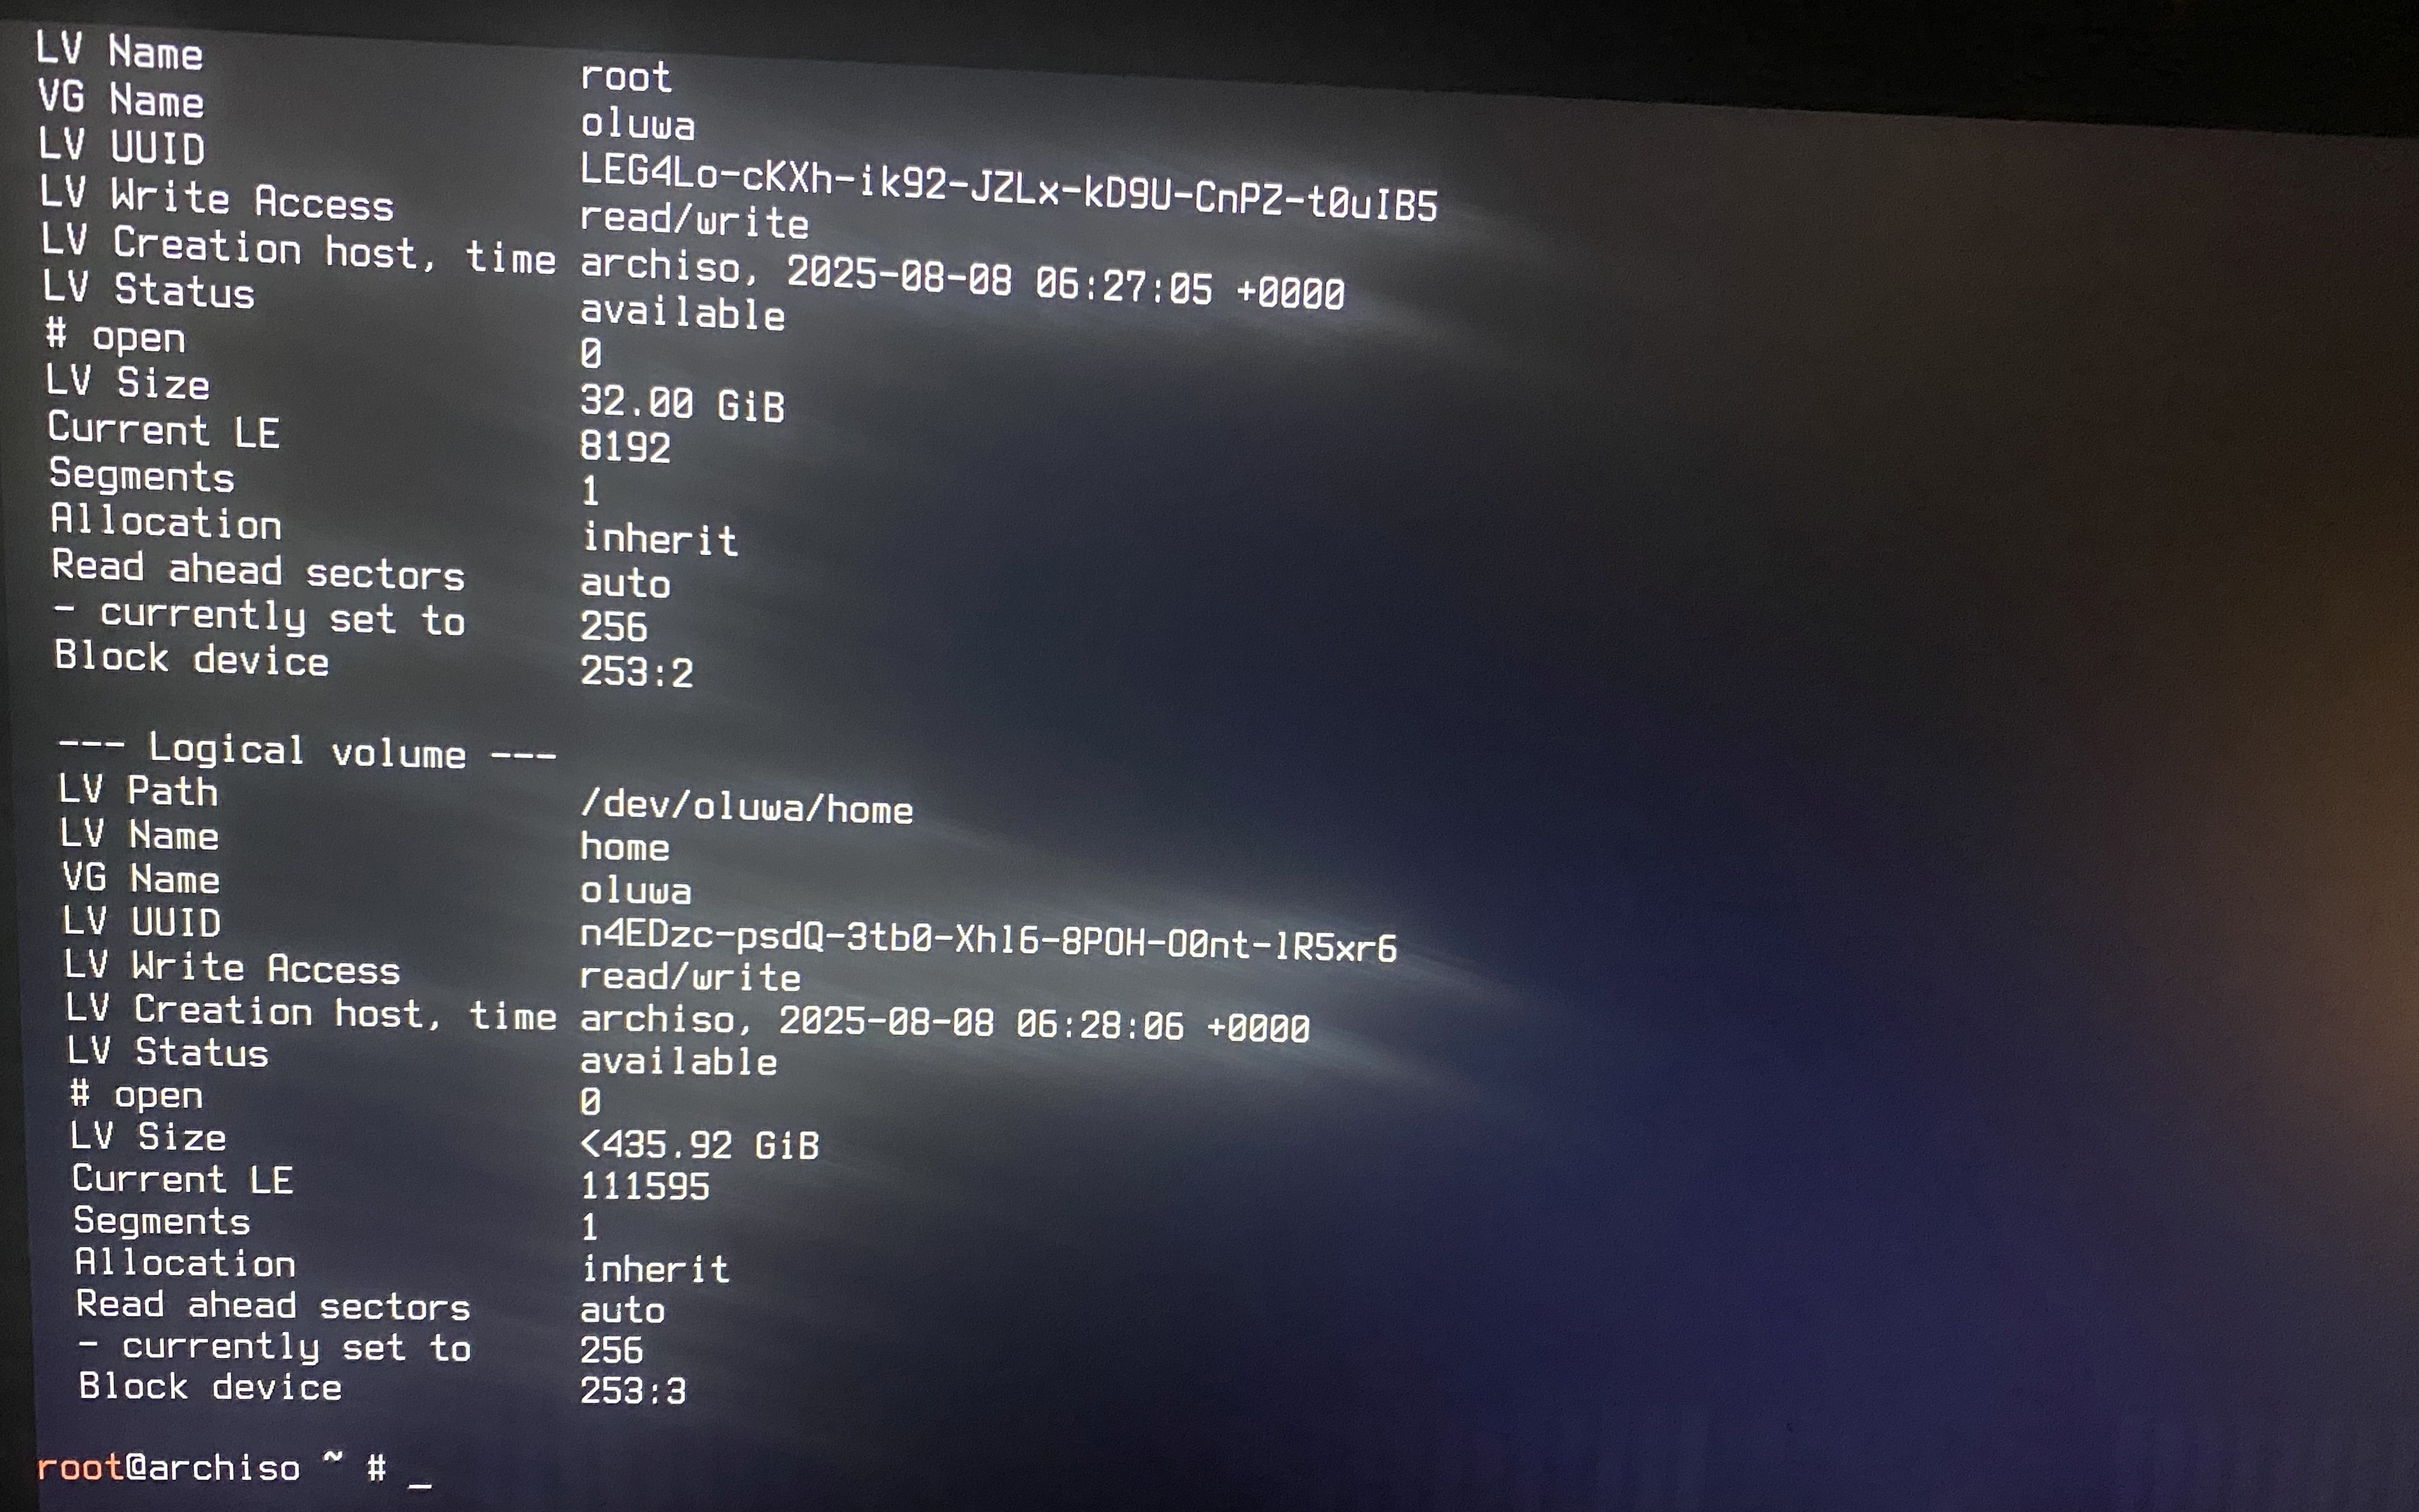 LV Name root
VG Name oluwa
LV UUID LEG4Lo-cKXh-ik92-JZLx-kD9U-CnPZ-t0uIB5
LV Write Access read/write
LV Creation host, time archiso, 2025-08-08 06:27:05 +0000
LV Status available
# open 0
LV Size 32.00 GiB
Current LE 8192
Segments 1
Allocation inherit
Read ahead sectors auto
- currently set to 256
Block device 253:2
--- Logical volume ---
LV Path /dev/oluwa/home
LV Name home
VG Name oluwa
LV UUID n4EDzc-psdQ-3tb0-Xhl6-8POH-O0nt-lR5xr6
LV Write Access read/write
LV Creation host, time archiso, 2025-08-08 06:28:06 +0000
LV Status available
# open 0
LV Size <435.92 GiB
Current LE 111595
Segments 1
Allocation inherit
Read ahead sectors auto
- currently set to 256
Block device 253:3
root@archiso ~ # _